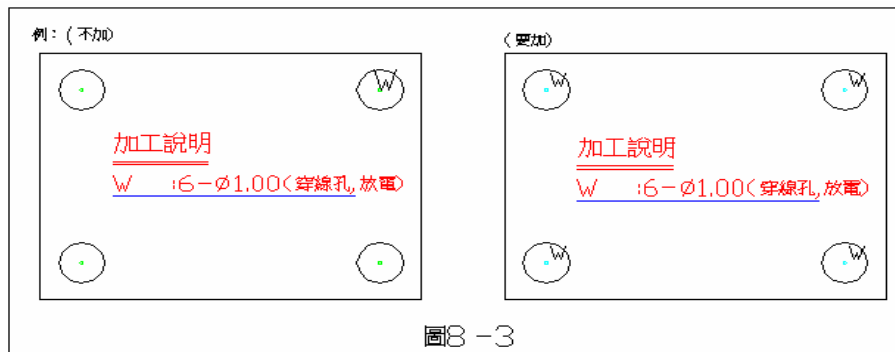 例：(不加)
W
加工說明
W :6-Ø1.00(穿線孔,放電)
(要加)
W W
加工說明
W :6-Ø1.00(穿線孔,放電)
W W
圖8-3